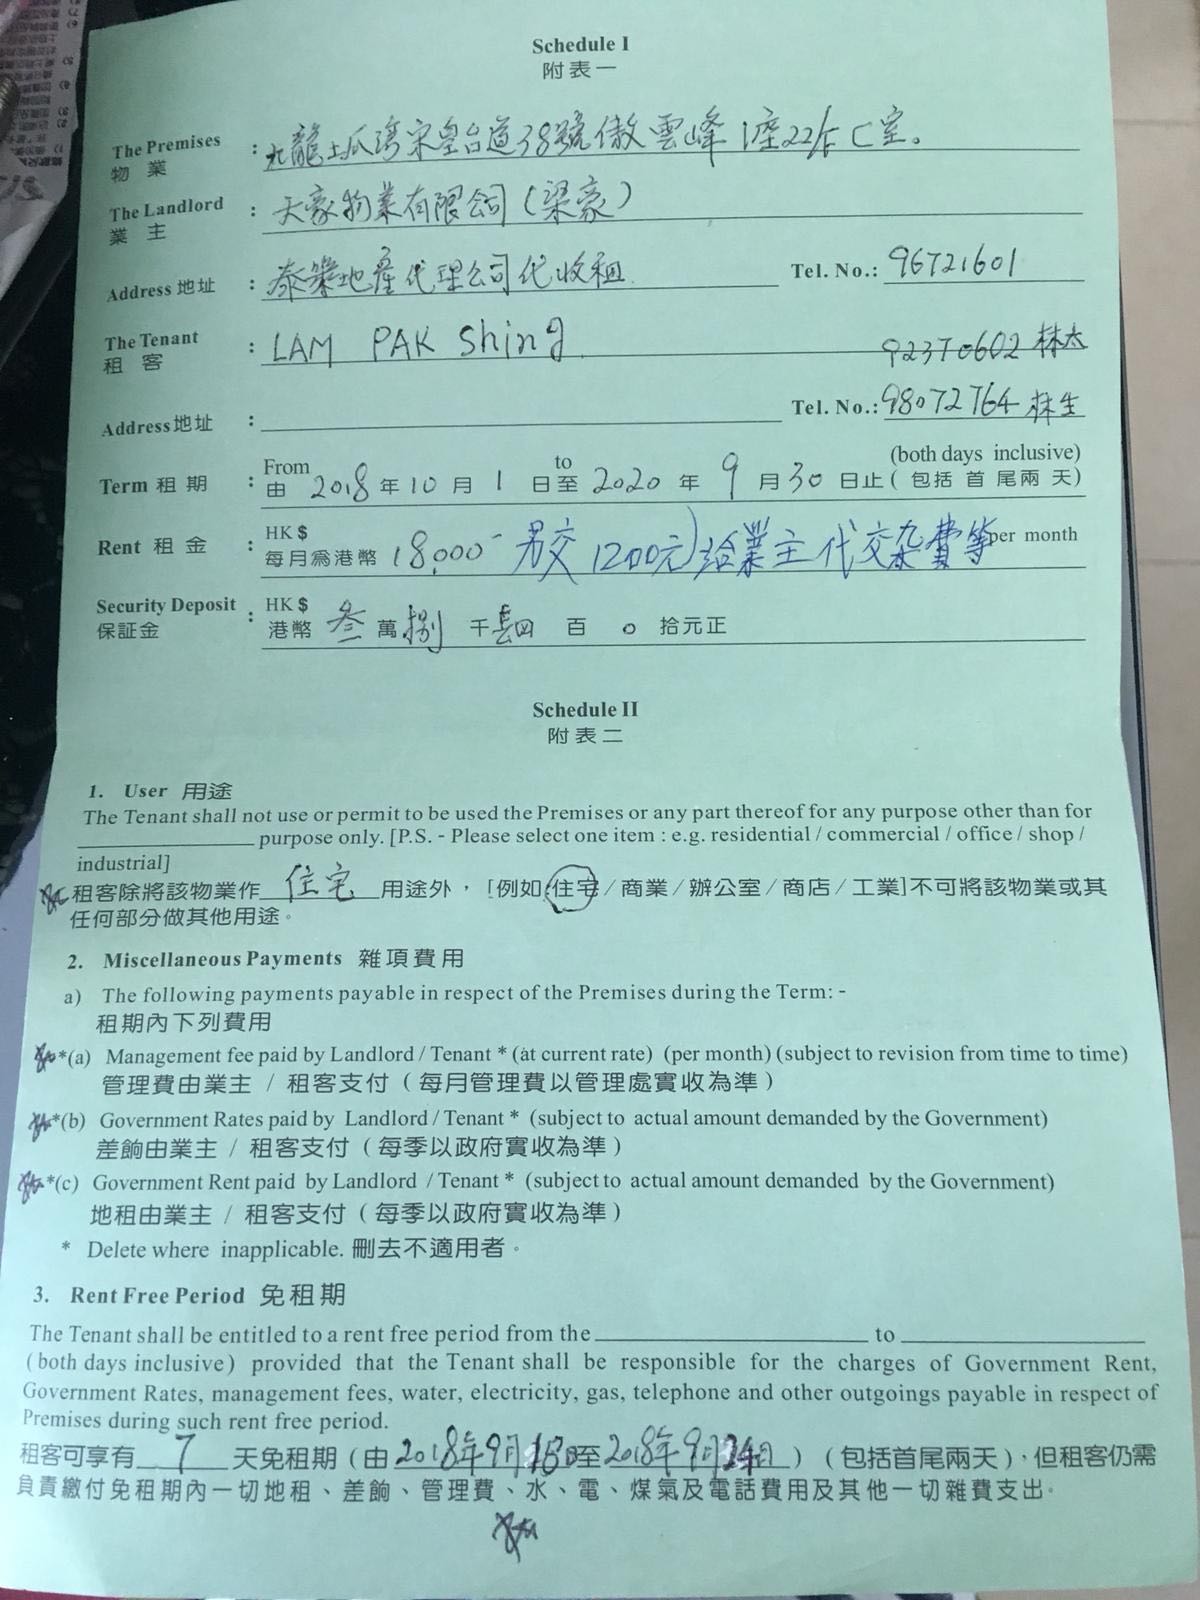 Schedule I
附表一
The Premises : 九龍土瓜灣宋皇台道38號傲雲峰1座22/F C室。
物業
The Landlord : 天豪物業有限公司(梁豪)
業主
Address 地址 : 泰築地產代理公司代收租. Tel. No.: 96721601
The Tenant : LAM PAK Shing. 92370602 林太
租客
Address 地址 : Tel. No.: 98072764 林生
From to (both days inclusive)
Term 租期 : 由 2018 年 10 月 1 日至 2020 年 9 月 30 日止 (包括首尾兩天)
HK$
Rent 租金 : 每月為港幣 18,000- 另交1200元)給業主代交杂費等 per month
Security Deposit : HK$
保証金 港幣 叁 萬 捌 千 四 百 0 拾元正
Schedule II
附表二
1. User 用途
The Tenant shall not use or permit to be used the Premises or any part thereof for any purpose other than for
purpose only. [P.S. - Please select one item : e.g. residential / commercial / office / shop /
industrial]
租客除將該物業作 住宅 用途外，[例如:住宅/商業/辦公室/商店/工業]不可將該物業或其
任何部分做其他用途。
2. Miscellaneous Payments 雜項費用
a) The following payments payable in respect of the Premises during the Term: -
租期內下列費用
*(a) Management fee paid by Landlord / Tenant * (at current rate) (per month) (subject to revision from time to time)
管理費由業主 / 租客支付 (每月管理費以管理處實收為準)
*(b) Government Rates paid by Landlord / Tenant * (subject to actual amount demanded by the Government)
差餉由業主 / 租客支付 (每季以政府實收為準)
*(c) Government Rent paid by Landlord / Tenant * (subject to actual amount demanded by the Government)
地租由業主 / 租客支付 (每季以政府實收為準)
* Delete where inapplicable. 刪去不適用者。
3. Rent Free Period 免租期
The Tenant shall be entitled to a rent free period from the to
(both days inclusive) provided that the Tenant shall be responsible for the charges of Government Rent,
Government Rates, management fees, water, electricity, gas, telephone and other outgoings payable in respect of
Premises during such rent free period.
租客可享有 7 天免租期 (由 2018年9月 日至 2018年9月24日) (包括首尾兩天)，但租客仍需
負責繳付免租期內一切地租、差餉、管理費、水、電、煤氣及電話費用及其他一切雜費支出。